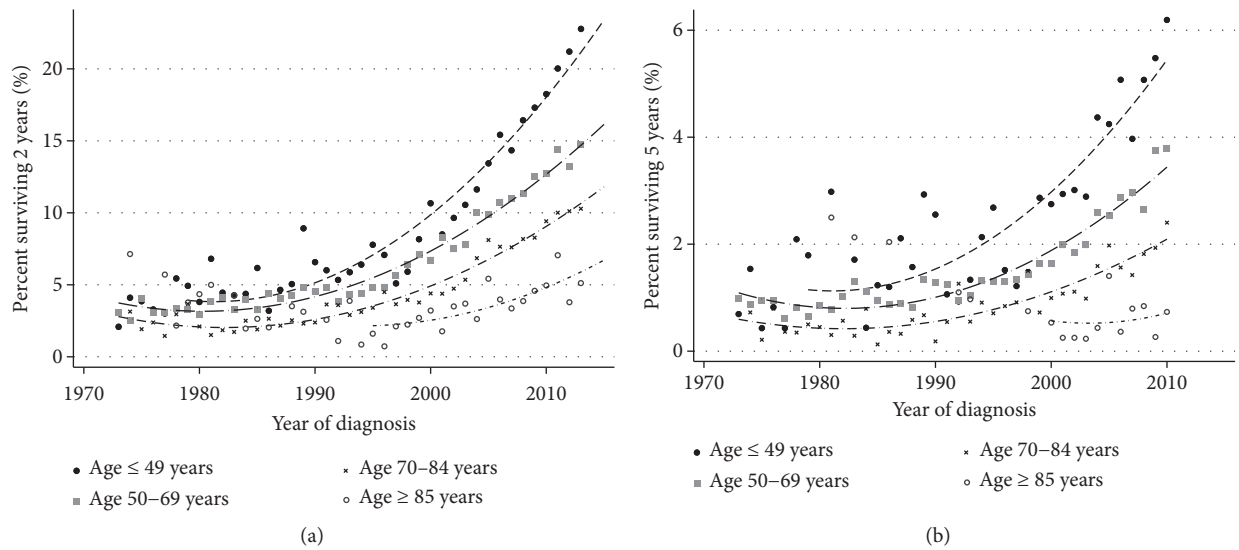 Percent surviving 2 years (%)
20
15
10
5
0
1970
1980
1990
2000
2010
Year of diagnosis
Age ≤ 49 years
Age 50−69 years
Age 70−84 years
Age ≥ 85 years
(a)
Percent surviving 5 years (%)
6
4
2
0
1970
1980
1990
2000
2010
Year of diagnosis
Age ≤ 49 years
Age 50−69 years
Age 70−84 years
Age ≥ 85 years
(b)